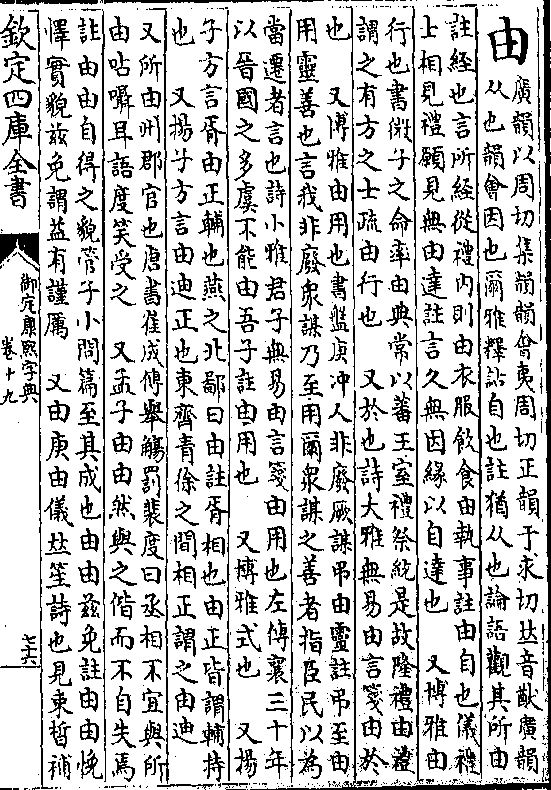 由 廣韻以周切集韻韻會夷周切正韻于求切𠀤音猷廣韻
从也韻會因也爾雅釋詁自也註猶从也論語觀其所由
註經也言所經從禮內則由衣服飲食由執事註由自也儀禮
士相見禮願見無由達註言久無因緣以自達也 又博雅由
行也書微子之命率由典常以蕃王室禮祭統是故隆禮由禮
謂之有方之士疏由行也 又於也詩大雅無易由言箋由於
也 又博雅由用也書盤庚沖人非廢厥謀弔由靈註弔至由
用靈善也言我非廢衆謀乃至用爾衆謀之善者指臣民以為
當遷者言也詩小雅君子無易由言箋由用也左傳襄三十年
以晉國之多虞不能由吾子註由用也 又博雅式也 又揚
子方言胥由正輔也燕之北鄙曰由註胥相也由正皆謂輔持
也 又揚子方言由迪正也東齊青徐之間相正謂之由迪
又所由州郡官也唐書崔戎傳舉觴罰裴度曰丞相不宜與所
由呫囁耳語度笑受之 又孟子由由然與之偕而不自失焉
註由由自得之貌管子小問篇至其成也由由茲免註由由悅
懌實貌茲免謂益有謹厲 又由庚由儀𠀤笙詩也見束晳補
欽定四庫全書
御定康熙字典
卷十九
七六